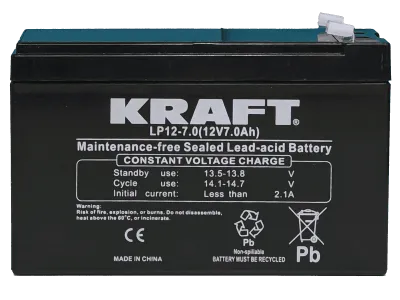 KRAFT®
LP12-7.0(12V7.0Ah)
Maintenance-free Sealed Lead-acid Battery
CONSTANT VOLTAGE CHARGE
Standby use: 13.5-13.8 V
Cycle use: 14.1-14.7 V
Initial current: Less than 2.1A
Warning:
Risk of fire, explosion, or burns. Do not disassemble,
heat above the 60°C, or incinerate.
CE
Pb
Pb
Non-spillable
BATTERY MUST BE RECYCLED
MADE IN CHINA